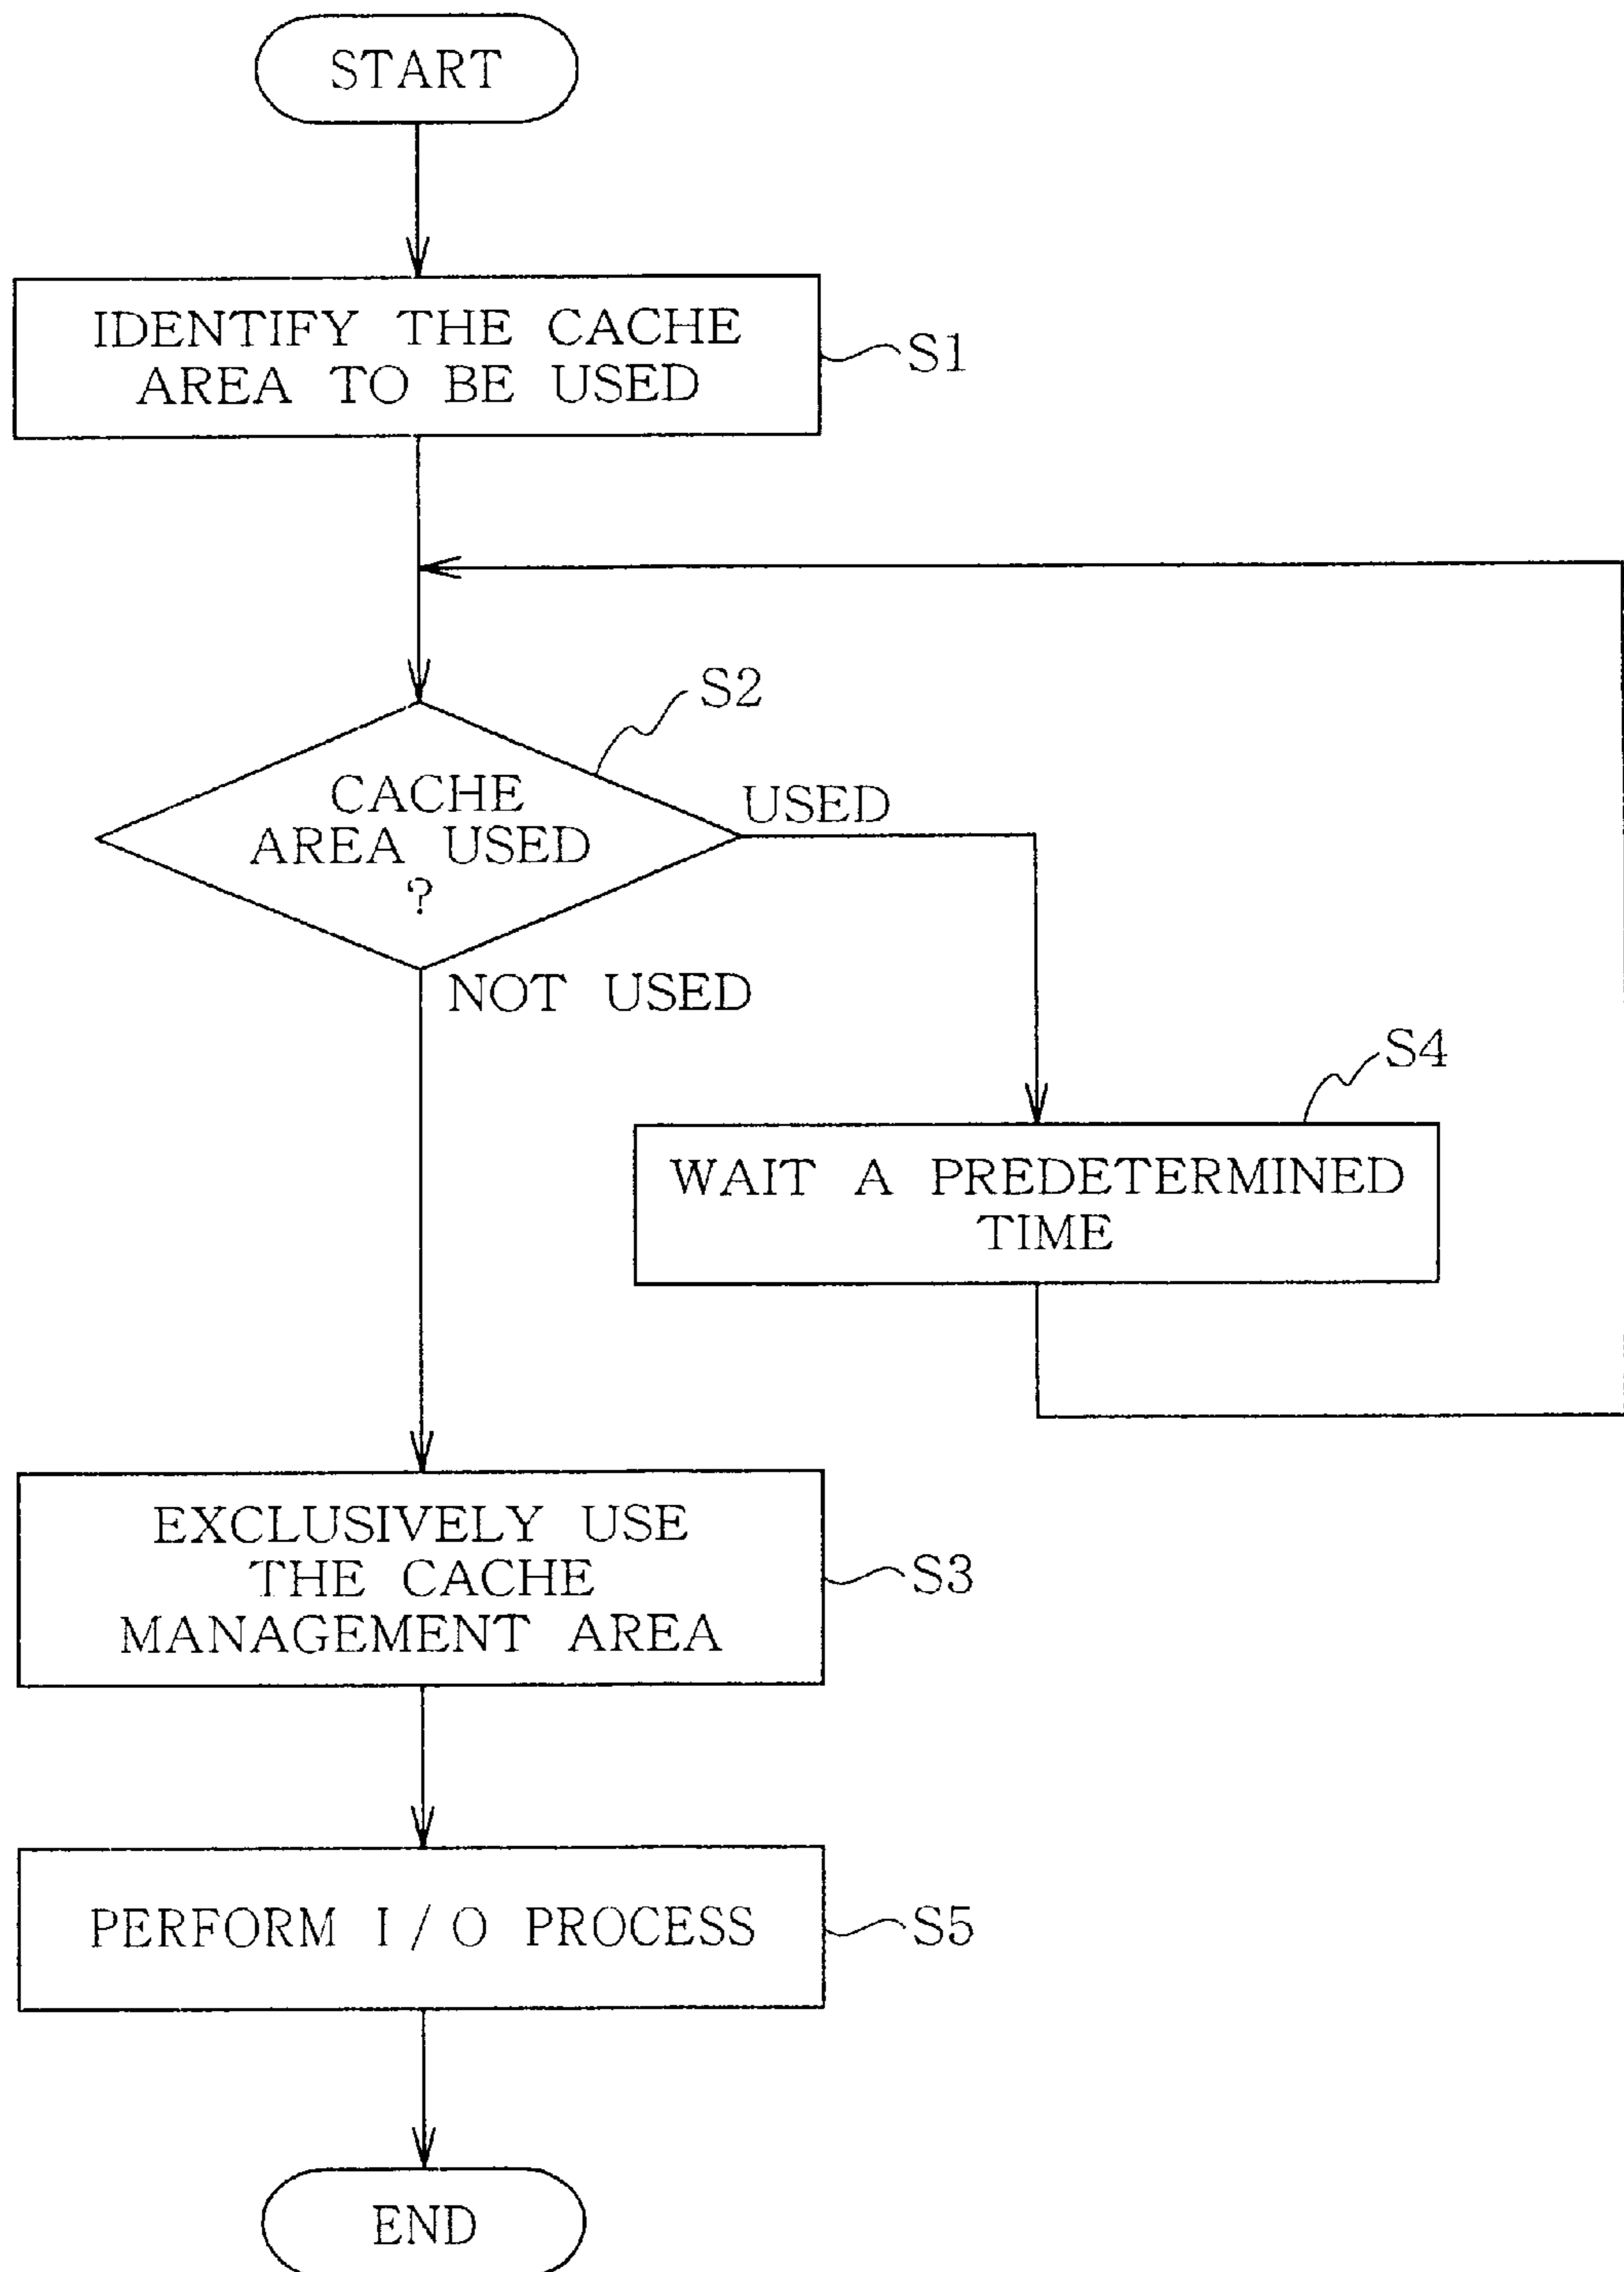 START
IDENTIFY THE CACHE
AREA TO BE USED
S1
S2
CACHE
AREA USED
?
USED
NOT USED
S4
WAIT A PREDETERMINED
TIME
EXCLUSIVELY USE
THE CACHE
MANAGEMENT AREA
S3
PERFORM I/O PROCESS
S5
END